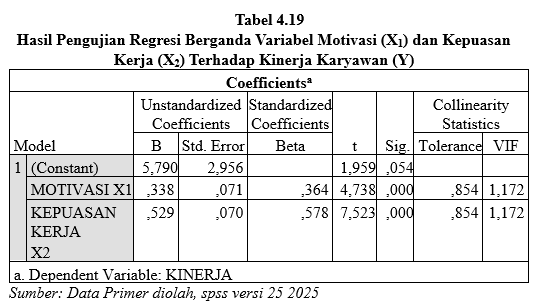 Tabel 4.19
Hasil Pengujian Regresi Berganda Variabel Motivasi (X₁) dan Kepuasan
Kerja (X₂) Terhadap Kinerja Karyawan (Y)
Coefficientsᵃ
Unstandardized Standardized Collinearity
Coefficients Coefficients Statistics
Model B Std. Error Beta t Sig. Tolerance VIF
1 (Constant) 5,790 2,956 1,959 ,054
MOTIVASI X1 ,338 ,071 ,364 4,738 ,000 ,854 1,172
KEPUASAN ,529 ,070 ,578 7,523 ,000 ,854 1,172
KERJA
X2
a. Dependent Variable: KINERJA
Sumber: Data Primer diolah, spss versi 25 2025